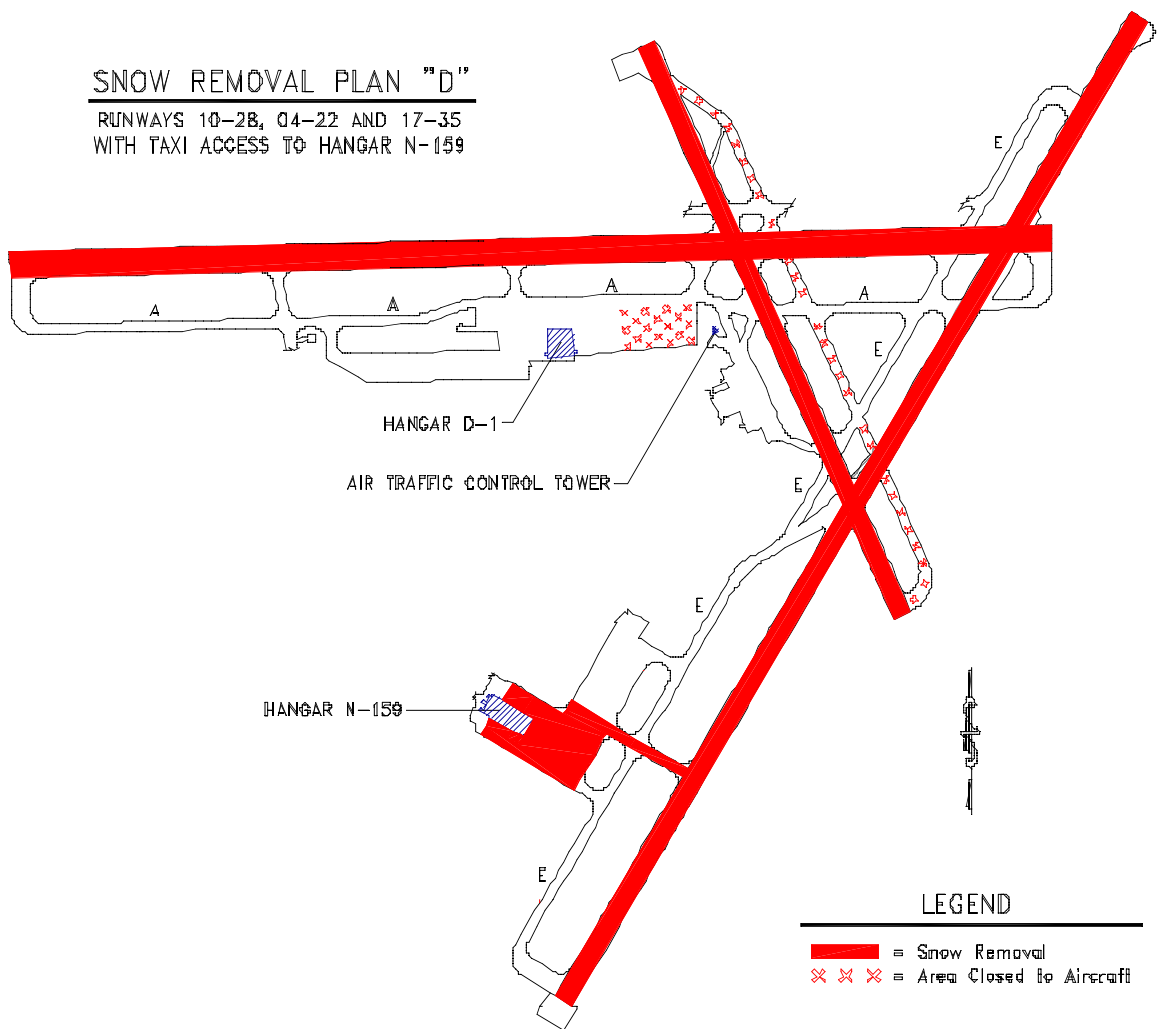 SNOW REMOVAL PLAN "D"
RUNWAYS 10-28, 04-22 AND 17-35
WITH TAXI ACCESS TO HANGAR N-159
E
A
A
A
A
E
HANGAR D-1
AIR TRAFFIC CONTROL TOWER
E
E
HANGAR N-159
E
LEGEND
= Snow Removal
= Area Closed to Aircraft